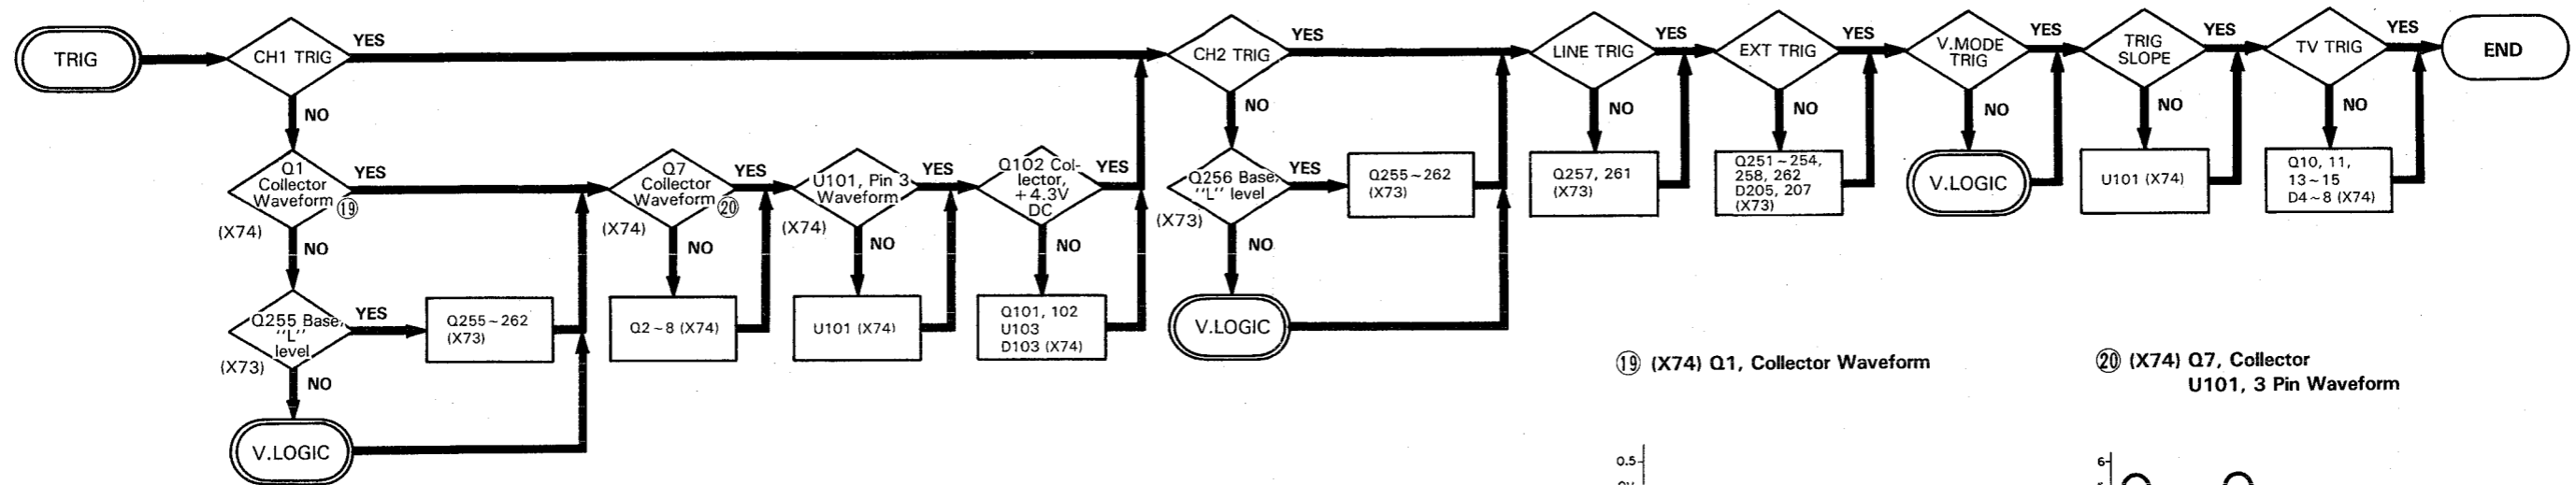 TRIG
CH1 TRIG
YES
NO
CH2 TRIG
YES
NO
LINE TRIG
YES
NO
EXT TRIG
YES
NO
V.MODE
TRIG
YES
NO
TRIG
SLOPE
YES
NO
TV TRIG
YES
NO
END
Q1
Collector
Waveform
⑲
(X74)
YES
NO
Q7
Collector
Waveform
⑳
(X74)
YES
NO
U101, Pin 3
Waveform
(X74)
YES
NO
Q102 Col-
lector,
+4.3V
DC
YES
NO
Q256 Base,
"L" level
(X73)
YES
NO
Q255~262
(X73)
Q257, 261
(X73)
Q251~254,
258, 262
D205, 207
(X73)
V.LOGIC
U101 (X74)
Q10, 11,
13~15
D4~8 (X74)
Q255 Base,
"L"
level
(X73)
YES
NO
Q255~262
(X73)
Q2~8 (X74)
U101 (X74)
Q101, 102
U103
D103 (X74)
V.LOGIC
V.LOGIC
⑲ (X74) Q1, Collector Waveform
⑳ (X74) Q7, Collector
U101, 3 Pin Waveform
0.5
6